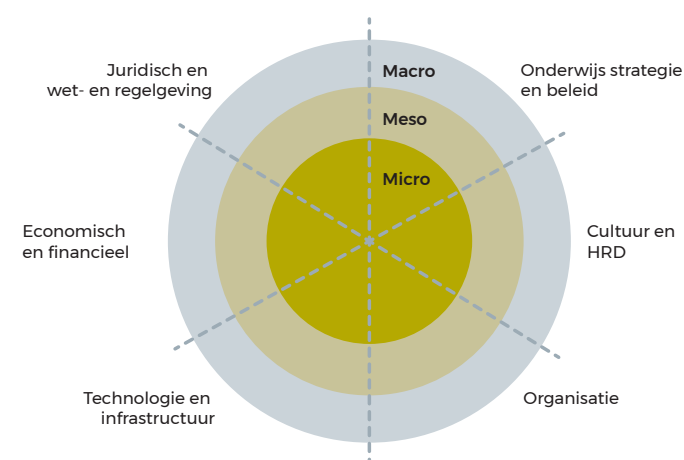 Juridisch en
wet- en regelgeving
Macro
Meso
Micro
Onderwijs strategie
en beleid
Economisch
en financieel
Cultuur en
HRD
Technologie en
infrastructuur
Organisatie